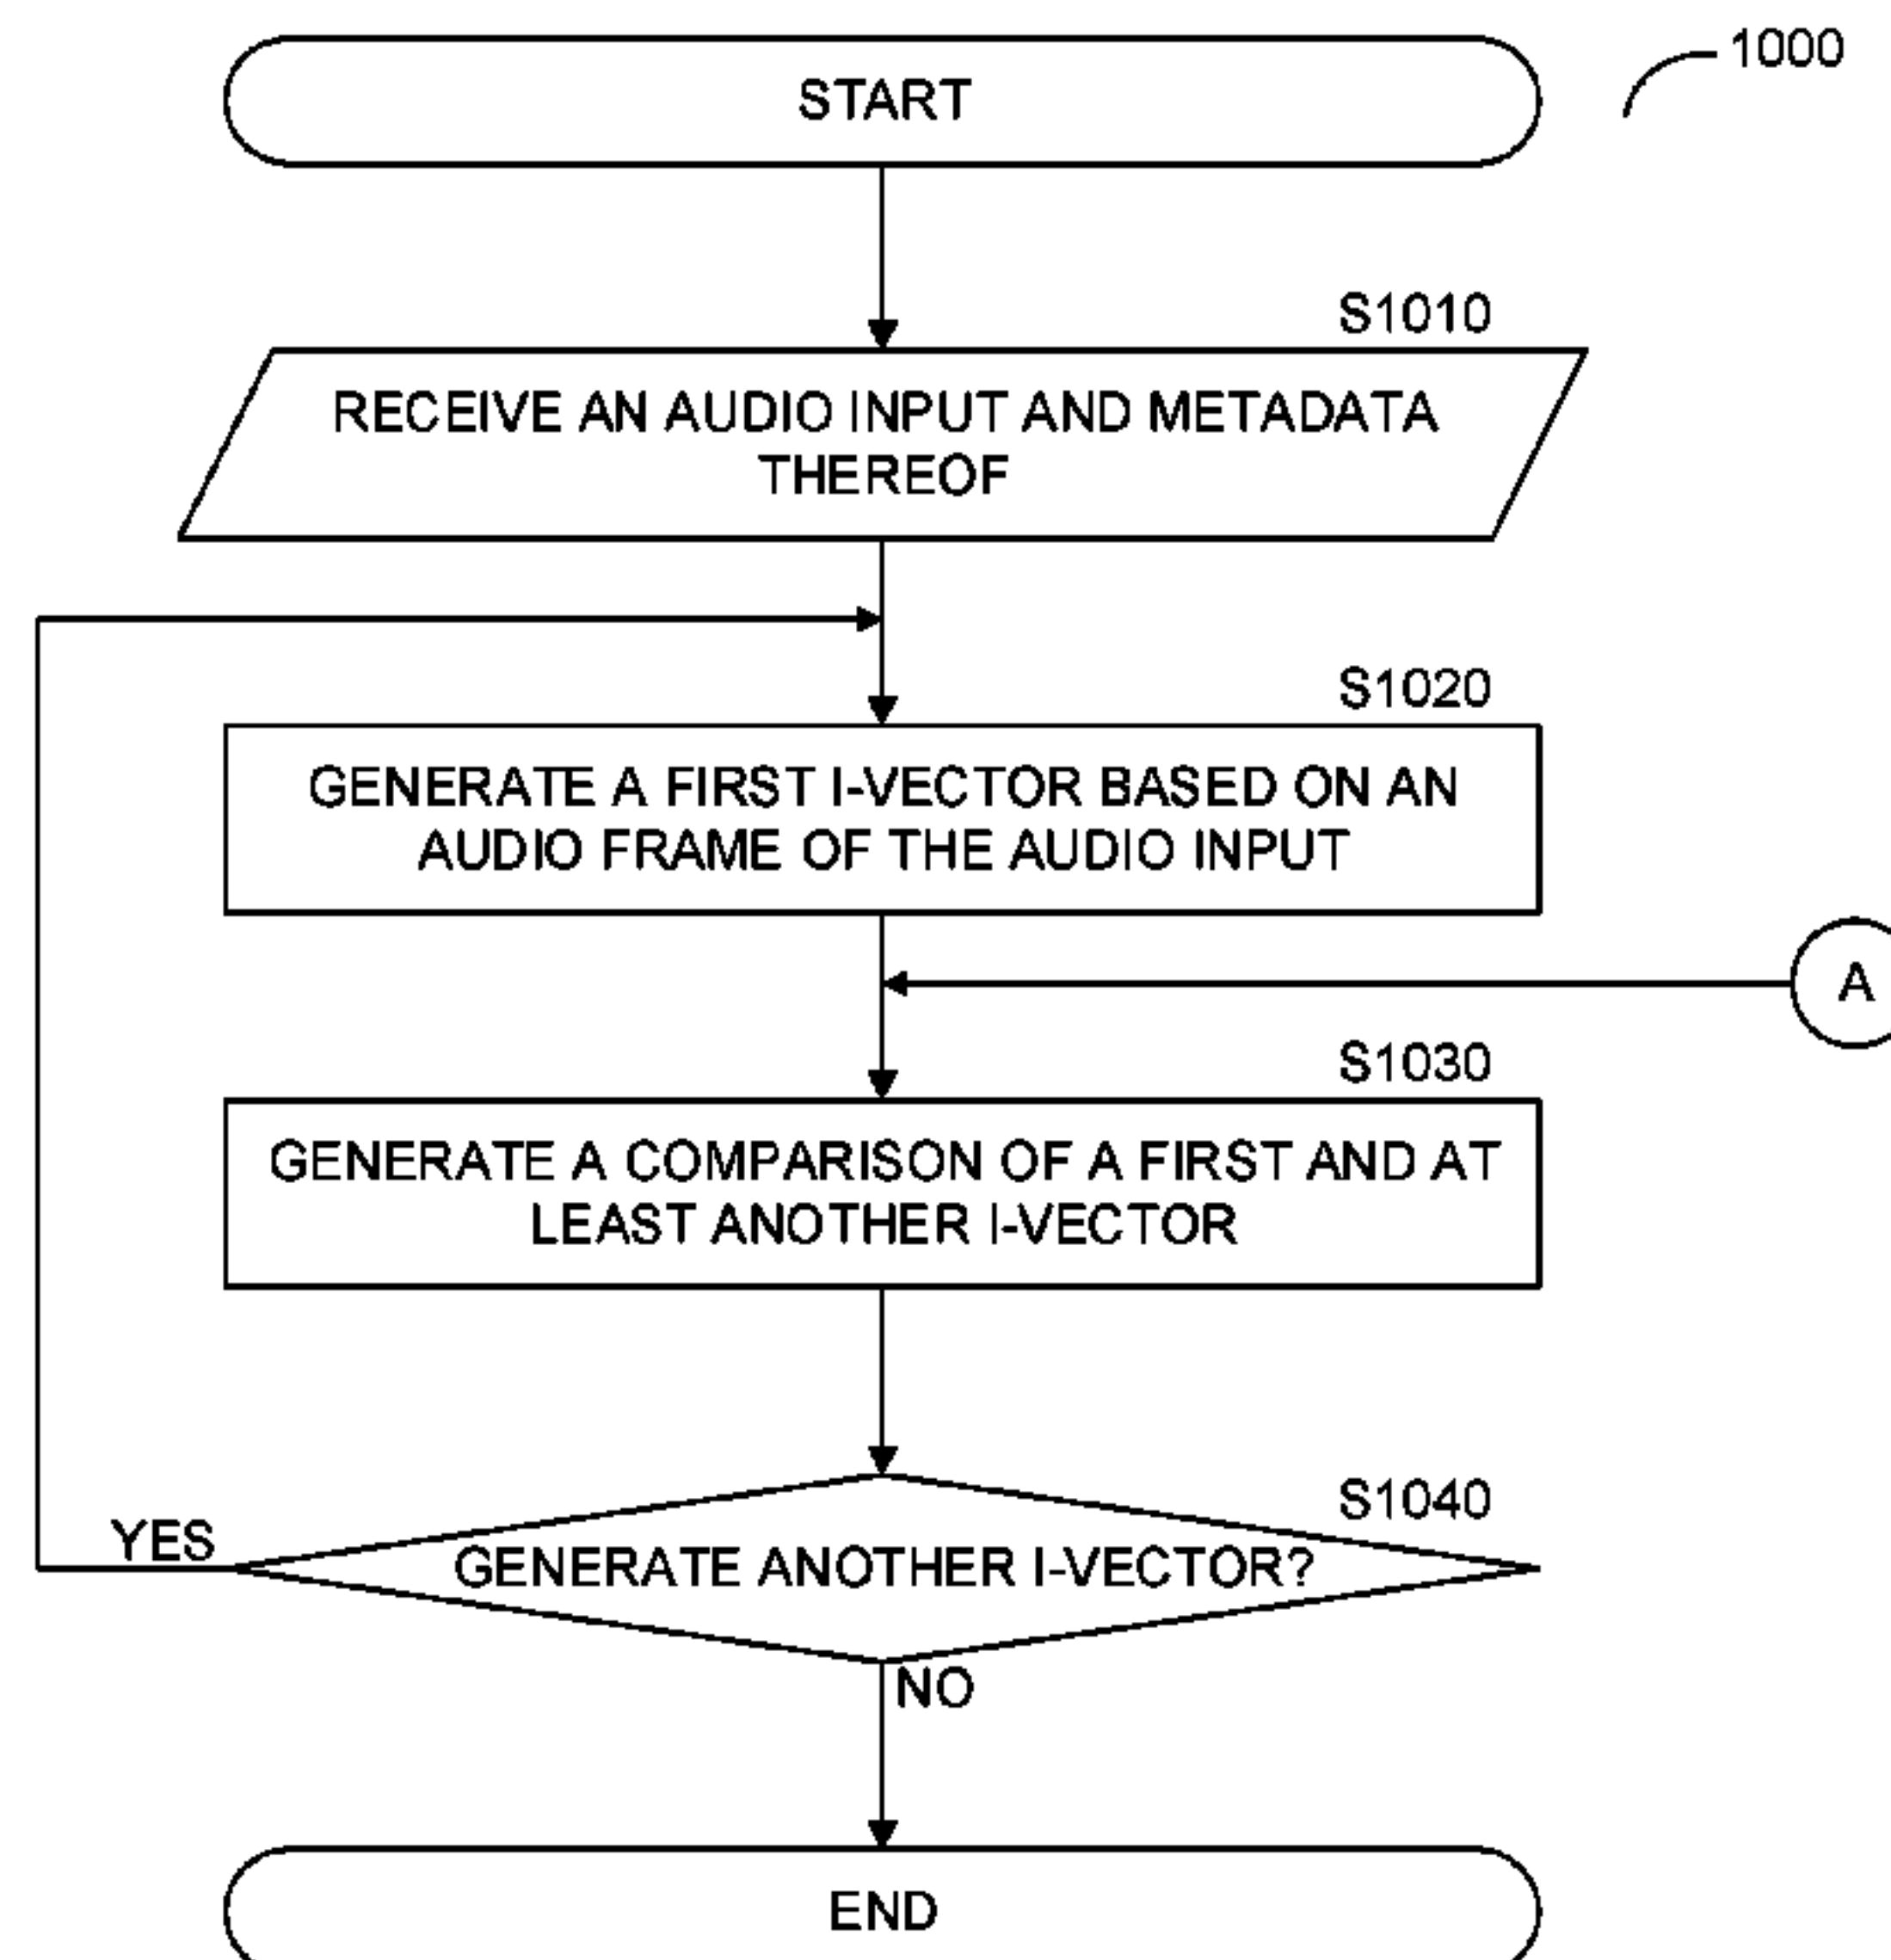 START
1000
S1010
RECEIVE AN AUDIO INPUT AND METADATA
THEREOF
S1020
GENERATE A FIRST I-VECTOR BASED ON AN
AUDIO FRAME OF THE AUDIO INPUT
A
S1030
GENERATE A COMPARISON OF A FIRST AND AT
LEAST ANOTHER I-VECTOR
S1040
YES
GENERATE ANOTHER I-VECTOR?
NO
END